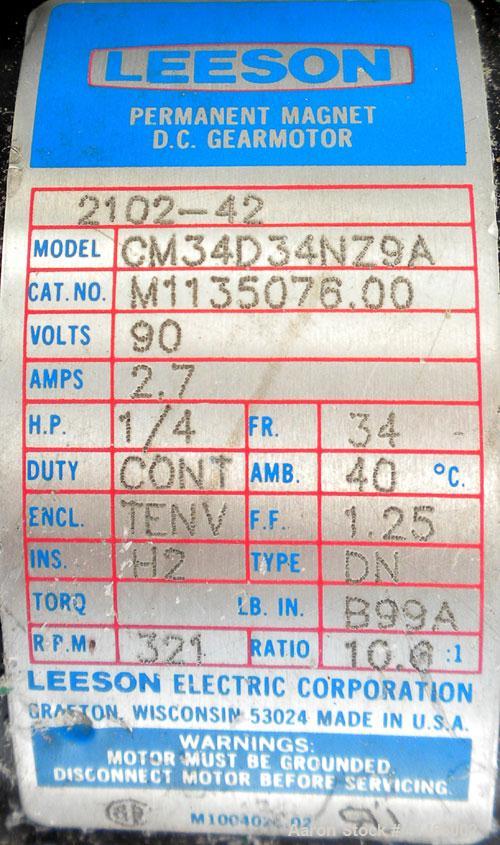 LEESON
PERMANENT MAGNET
D.C. GEARMOTOR
2102-42
MODEL CM34D34NZ9A
CAT. NO. M1135076.00
VOLTS 90
AMPS 2.7
H.P. 1/4 FR. 34
DUTY CONT AMB. 40 °C.
ENCL. TENV F.F. 1.25
INS. H2 TYPE DN
TORQ LB. IN. B99A
R.P.M. 321 RATIO :1
LEESON ELECTRIC CORPORATION
GRAFTON, WISCONSIN 53024 MADE IN U.S.A.
WARNINGS:
MOTOR MUST BE GROUNDED.
DISCONNECT MOTOR BEFORE SERVICING.
Aaron Stock